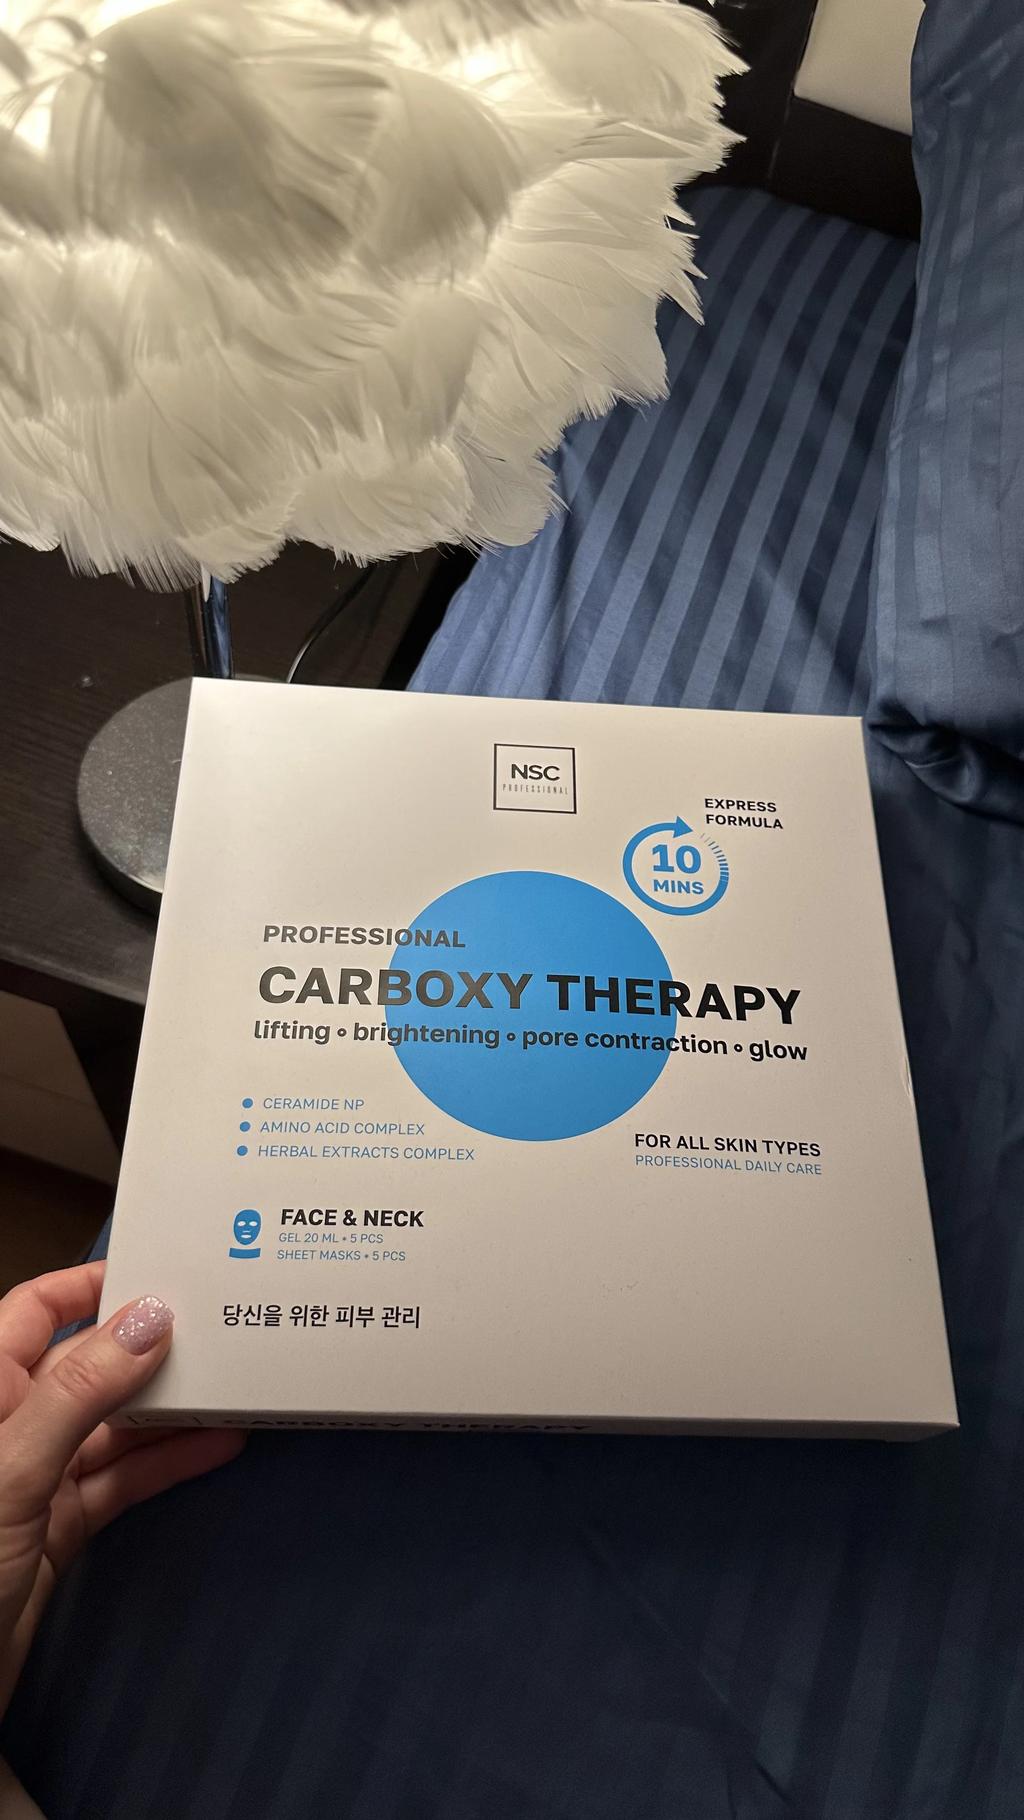 NSC
PROFESSIONAL
EXPRESS
FORMULA
10
MINS
PROFESSIONAL
CARBOXY THERAPY
lifting ∘ brightening ∘ pore contraction ∘ glow
CERAMIDE NP
AMINO ACID COMPLEX
HERBAL EXTRACTS COMPLEX
FOR ALL SKIN TYPES
PROFESSIONAL DAILY CARE
FACE & NECK
GEL 20 ML • 5 PCS
SHEET MASKS • 5 PCS
당신을 위한 피부 관리
CARBOXY THERAPY